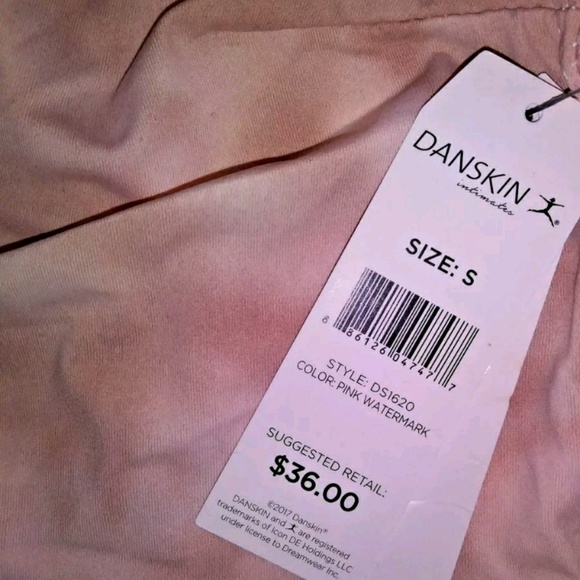 DANSKIN
intimates
SIZE: S
8 86126 04747 7
STYLE: DS1620
COLOR: PINK WATERMARK
SUGGESTED RETAIL:
$36.00
©2017 Danskin®
DANSKIN and are registered
trademarks of Icon DE Holdings LLC
under license to Dreamwear Inc.